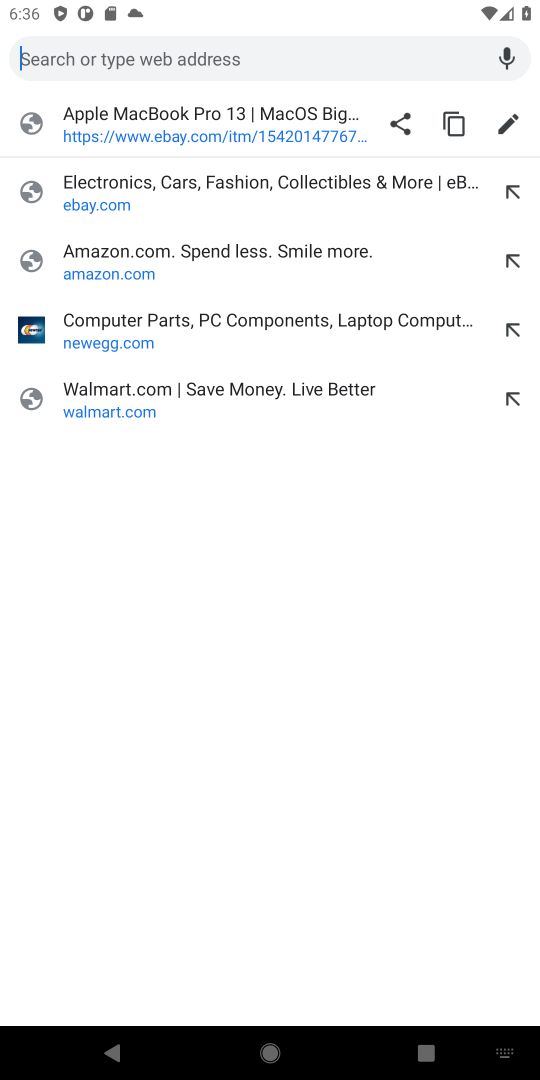 6:36
Search or type web address
Apple MacBook Pro 13 | MacOS Big...
https://www.ebay.com/itm/15420147767...
Electronics, Cars, Fashion, Collectibles & More | eB...
ebay.com
Amazon.com. Spend less. Smile more.
amazon.com
Computer Parts, PC Components, Laptop Comput...
newegg.com
Walmart.com | Save Money. Live Better
walmart.com